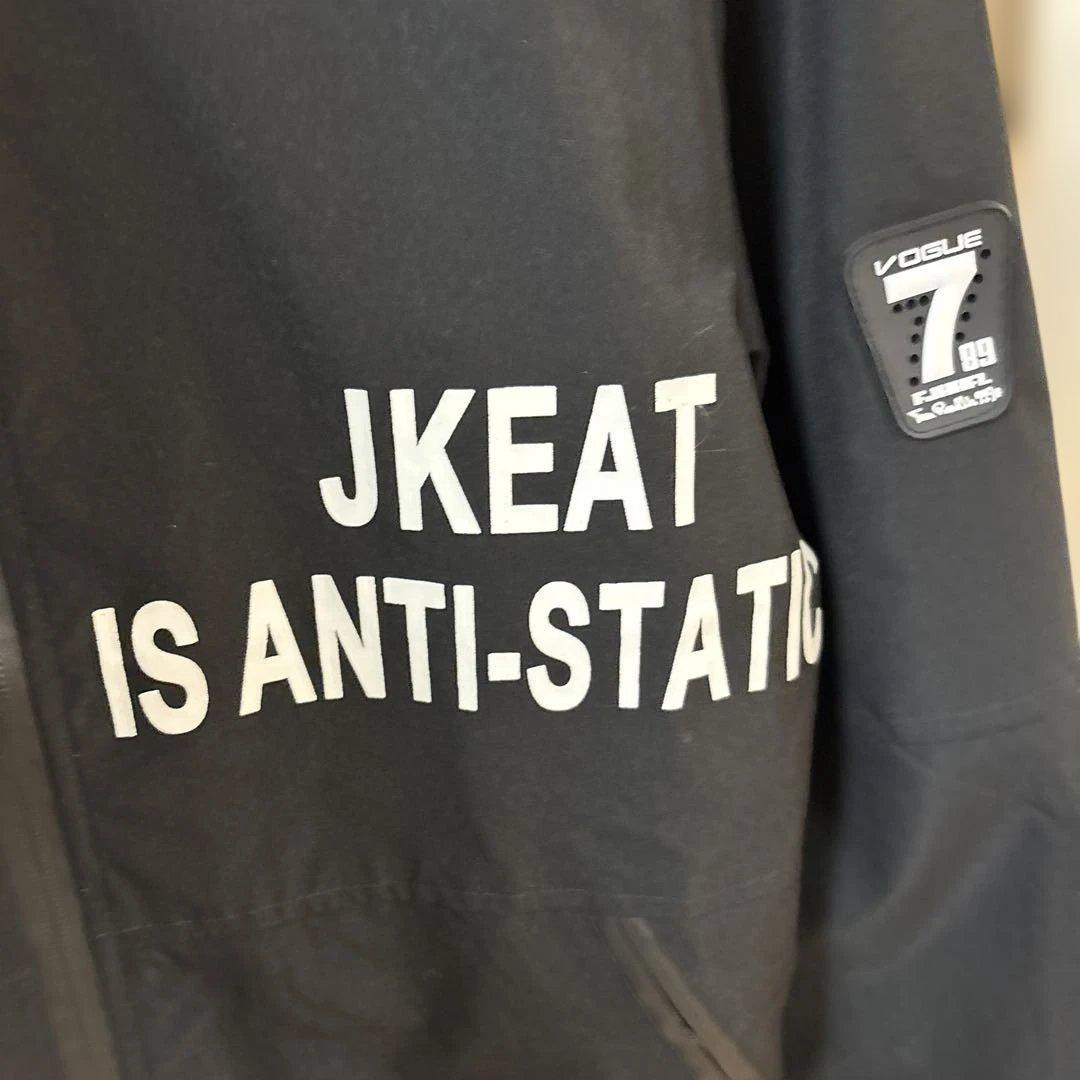 JKEAT
IS ANTI-STATIC
VOGUE
7
89